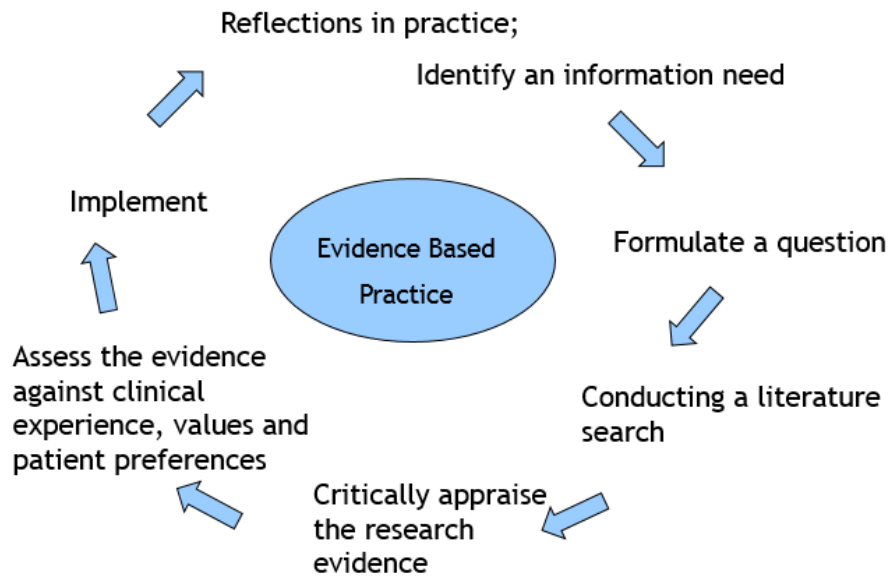 Reflections in practice;
Identify an information need
Formulate a question
Conducting a literature
search
Critically appraise
the research
evidence
Assess the evidence
against clinical
experience, values and
patient preferences
Implement
Evidence Based
Practice